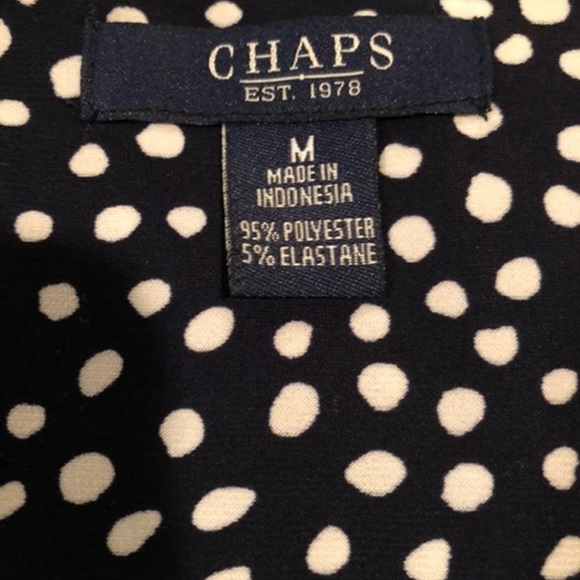 CHAPS
EST. 1978
M
MADE IN
INDONESIA
95% POLYESTER
5% ELASTANE